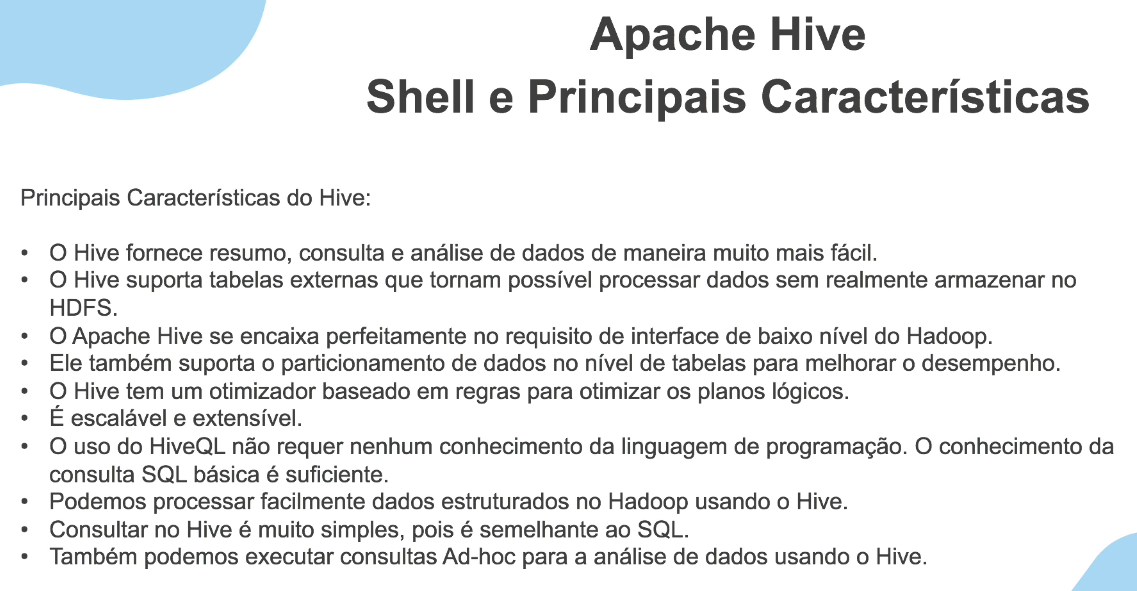 Apache Hive
Shell e Principais Características
Principais Características do Hive:
• O Hive fornece resumo, consulta e análise de dados de maneira muito mais fácil.
• O Hive suporta tabelas externas que tornam possível processar dados sem realmente armazenar no
HDFS.
• O Apache Hive se encaixa perfeitamente no requisito de interface de baixo nível do Hadoop.
• Ele também suporta o particionamento de dados no nível de tabelas para melhorar o desempenho.
• O Hive tem um otimizador baseado em regras para otimizar os planos lógicos.
• É escalável e extensível.
• O uso do HiveQL não requer nenhum conhecimento da linguagem de programação. O conhecimento da
consulta SQL básica é suficiente.
• Podemos processar facilmente dados estruturados no Hadoop usando o Hive.
• Consultar no Hive é muito simples, pois é semelhante ao SQL.
• Também podemos executar consultas Ad-hoc para a análise de dados usando o Hive.